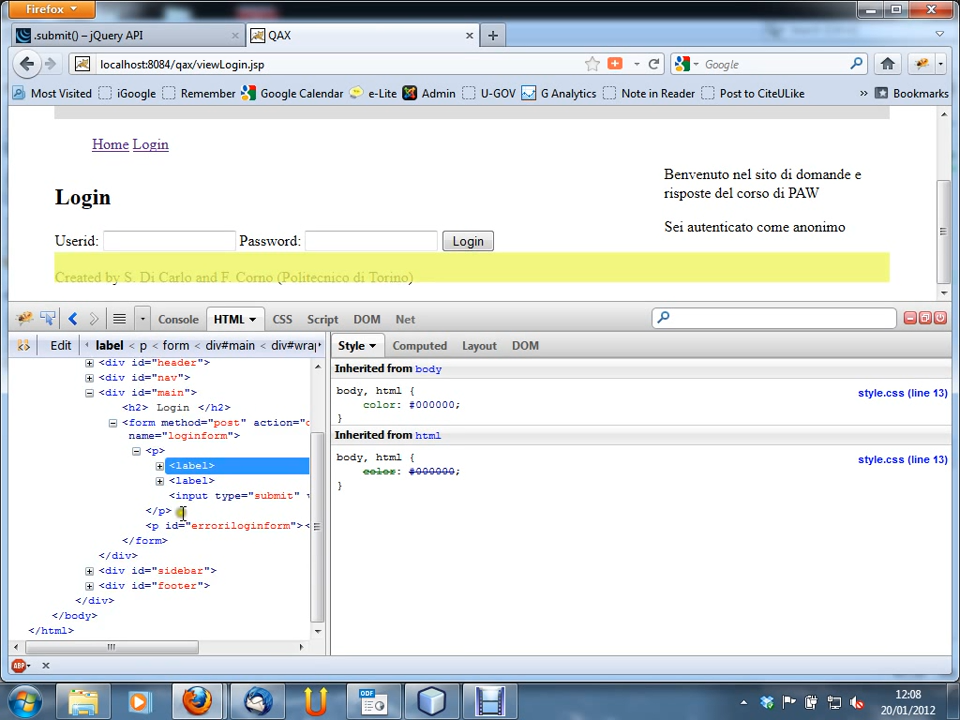 Firefox
.submit() – jQuery API
QAX
localhost:8084/qax/viewLogin.jsp
Google
Most Visited iGoogle Remember Google Calendar e-Lite Admin U-GOV G Analytics Note in Reader Post to CiteULike » Bookmarks
Home Login
Benvenuto nel sito di domande e
risposte del corso di PAW
Login
Sei autenticato come anonimo
Userid: Password: Login
Created by S. Di Carlo and F. Corno (Politecnico di Torino)
Console HTML CSS Script DOM Net
Edit label < p < form < div#main < div#wra
Style Computed Layout DOM
<div id="header">
<div id="nav">
<div id="main">
<h2> Login </h2>
<form method="post" action="c
name="loginform">
<p>
<label>
<label>
<input type="submit"
</p>
<p id="erroriloginform"><
</form>
</div>
<div id="sidebar">
<div id="footer">
</div>
</body>
</html>
Inherited from body
body, html {
style.css (line 13)
color: #000000;
}
Inherited from html
body, html {
style.css (line 13)
color: #000000;
}
ABP
ODF
12:08
20/01/2012